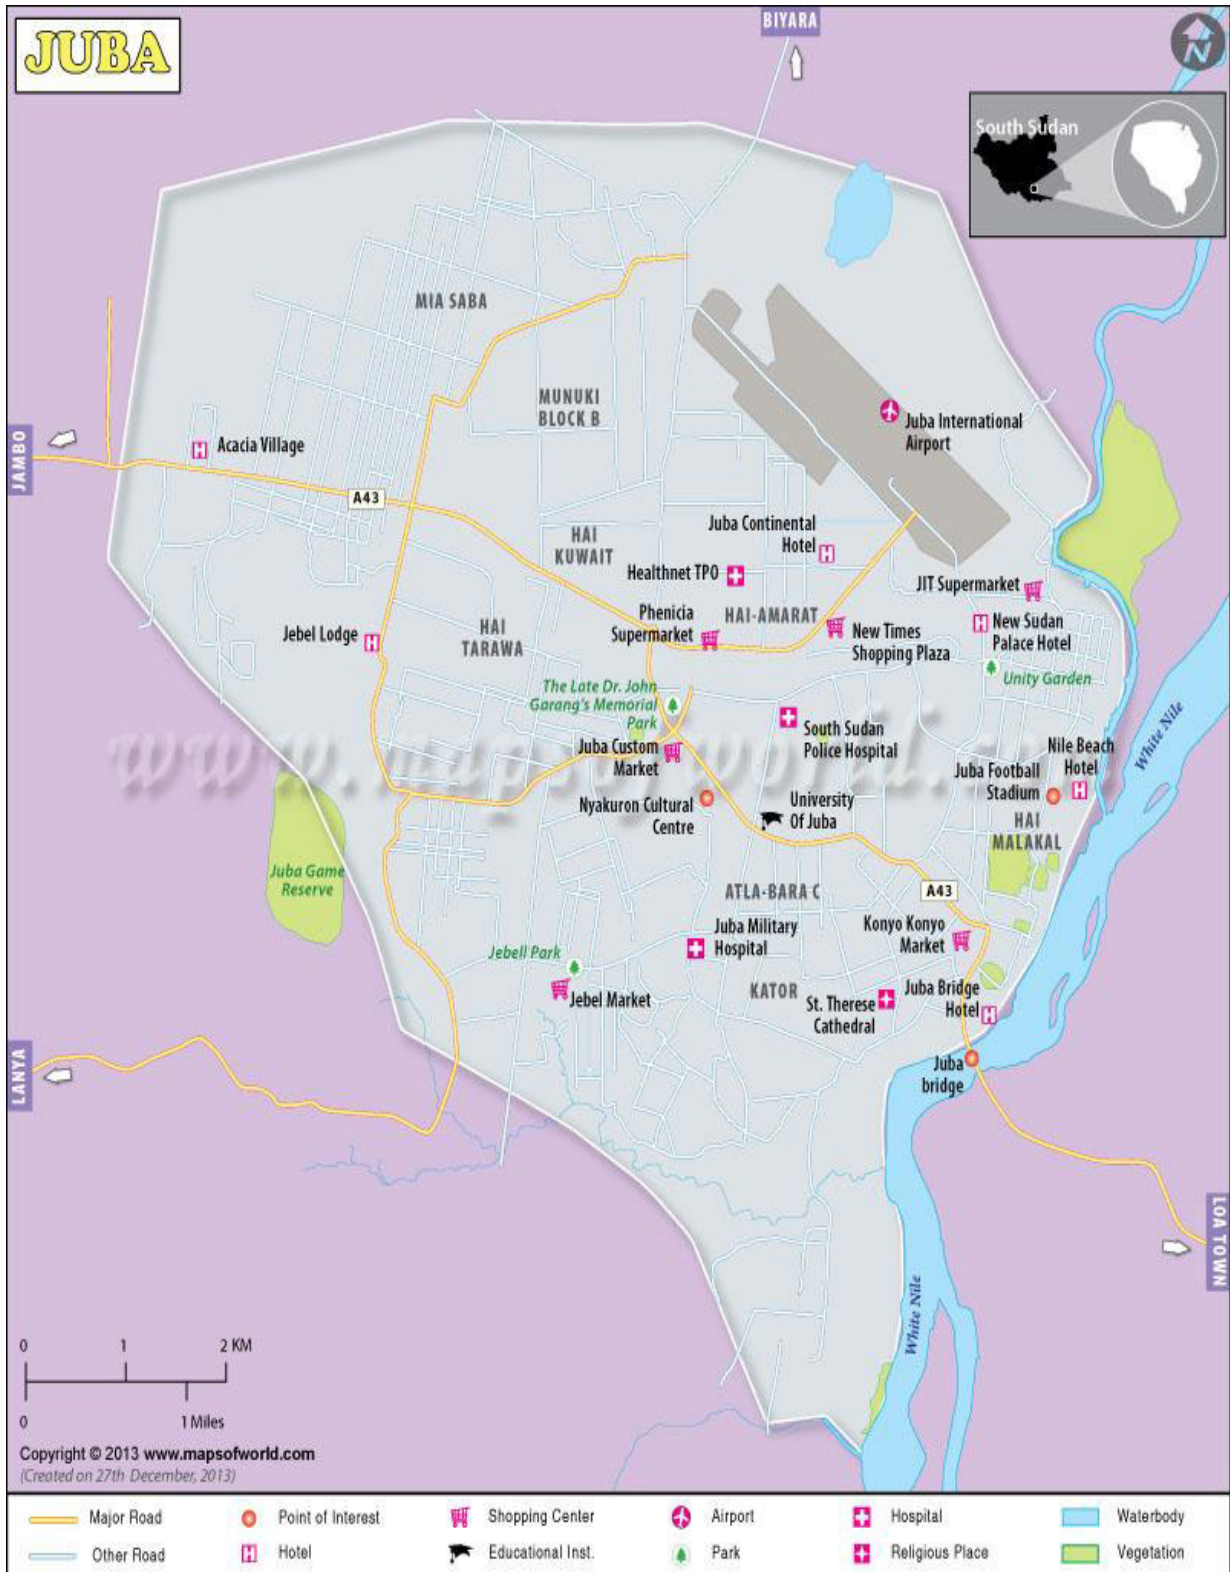 JUBA
BIYARA
N
South Sudan
MIA SABA
MUNUKI
BLOCK B
Juba International
Airport
JAMBO
Acacia Village
A43
Juba Continental
Hotel
HAI
KUWAIT
Healthnet TPO
JIT Supermarket
Phenicia
Supermarket
HAI-AMARAT
New Times
Shopping Plaza
New Sudan
Palace Hotel
Jebel Lodge
HAI
TARAWA
Unity Garden
The Late Dr. John
Garang's Memorial
Park
White Nile
South Sudan
Police Hospital
www.mapsofworld.com
Juba Custom
Market
Nile Beach
Hotel
Juba Football
Stadium
Nyakuron Cultural
Centre
University
Of Juba
HAI
MALAKAL
Juba Game
Reserve
ATLA-BARA C
A43
Juba Military
Hospital
Konyo Konyo
Market
Jebell Park
Jebel Market
KATOR
St. Therese
Cathedral
Juba Bridge
Hotel
LANYA
Juba
bridge
LOA TOWN
White Nile
0 1 2 KM
0 1 Miles
Copyright © 2013 www.mapsofworld.com
(Created on 27th December, 2013)
Major Road
Point of Interest
Shopping Center
Airport
Hospital
Waterbody
Other Road
Hotel
Educational Inst.
Park
Religious Place
Vegetation